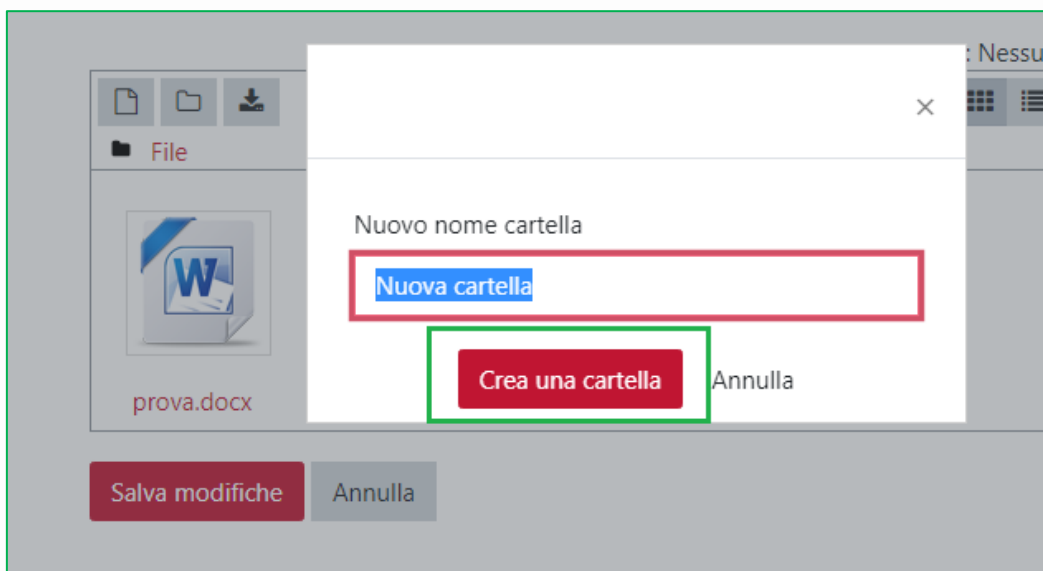 : Nessu
×
File
Nuovo nome cartella
Nuova cartella
W
Crea una cartella Annulla
prova.docx
Salva modifiche Annulla